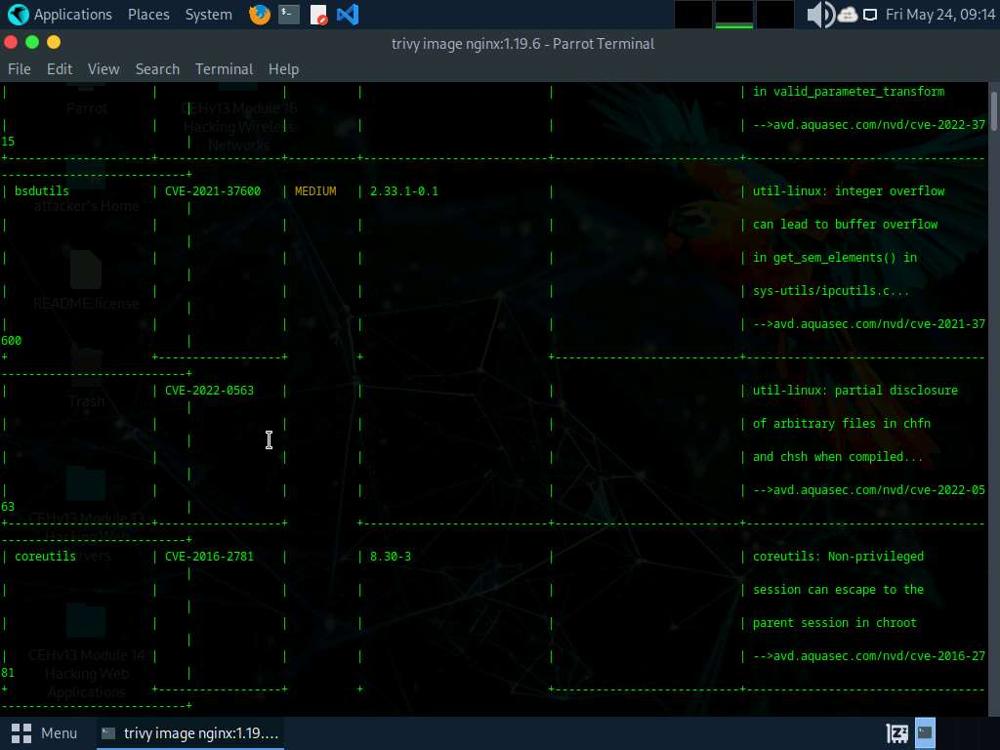 Applications Places System Fri May 24, 09:14
trivy image nginx:1.19.6 - Parrot Terminal
File Edit View Search Terminal Help
| | | | | in valid_parameter_transform
|
| | | | | -->avd.aquasec.com/nvd/cve-2022-37
15 |
+---------------------+------------------+----------+---------------------------+---------------------------+-----------------------------------
--------------------------+
| bsdutils | CVE-2021-37600 | MEDIUM | 2.33.1-0.1 | | util-linux: integer overflow
|
| | | | | can lead to buffer overflow
|
| | | | | in get_sem_elements() in
|
| | | | | sys-utils/ipcutils.c...
|
| | | | | -->avd.aquasec.com/nvd/cve-2021-37
600 |
+ +------------------+ + +---------------------------+-----------------------------------
--------------------------+
| | CVE-2022-0563 | | | | util-linux: partial disclosure
|
| | | | | of arbitrary files in chfn
|
| | | | | and chsh when compiled...
|
| | | | | -->avd.aquasec.com/nvd/cve-2022-05
63 |
+---------------------+------------------+ +---------------------------+---------------------------+-----------------------------------
--------------------------+
| coreutils | CVE-2016-2781 | | 8.30-3 | | coreutils: Non-privileged
|
| | | | | session can escape to the
|
| | | | | parent session in chroot
|
| | | | | -->avd.aquasec.com/nvd/cve-2016-27
81 |
+ +------------------+ + +---------------------------+-----------------------------------
--------------------------+
Parrot
CEHv13 Module 16
Hacking Wireless
Networks
attacker's Home
README.license
Trash
CEHv13 Module 13
Hacking Web
Servers
CEHv13 Module 14
Hacking Web
Applications
Menu trivy image nginx:1.19....